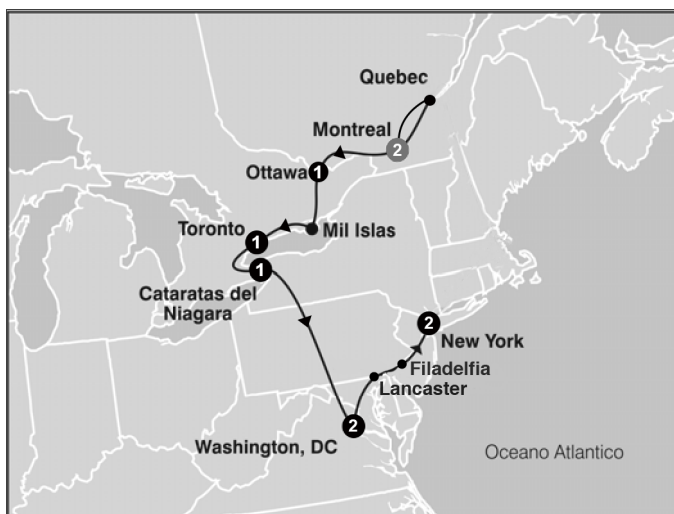 Quebec
Montreal
2
Ottawa
1
Toronto
1
Mil Islas
1
Cataratas del
Niagara
2
New York
Filadelfia
Lancaster
2
Washington, DC
Oceano Atlantico